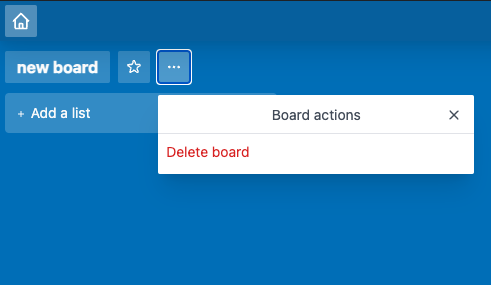 new board
...
Board actions
+ Add a list
Delete board